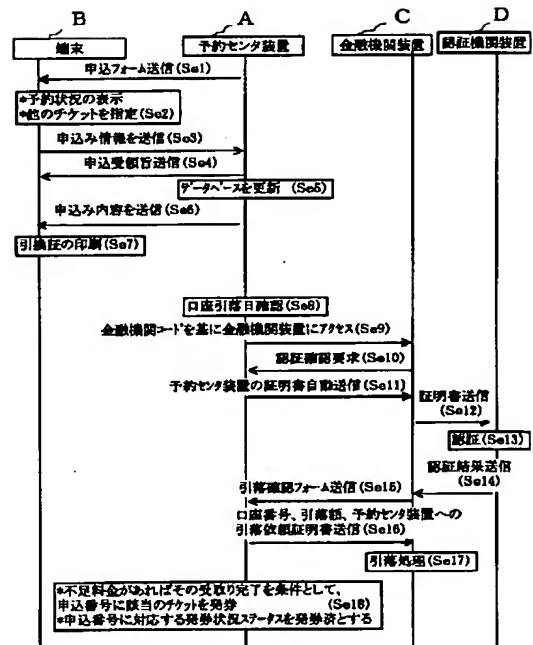 B
A
C
D
端末
予約センタ装置
金融機関装置
認証機関装置
申込フォーム送信(Se1)
*予約状況の表示
*他のチケットを指定(Se2)
申込み情報を送信(Se3)
申込受領旨送信(Se4)
データベースを更新 (Se5)
申込み内容を送信(Se6)
引換証の印刷(Se7)
口座引落日確認(Se8)
金融機関コードを基に金融機関装置にアクセス(Se9)
認証確認要求(Se10)
予約センタ装置の証明書自動送信(Se11)
証明書送信
(Se12)
認証(Se13)
認証結果送信
(Se14)
引落確認フォーム送信(Se15)
口座番号、引落額、予約センタ装置への
引落依頼証明書送信(Se16)
引落処理(Se17)
*不足料金があればその受取り完了を条件として、
申込番号に該当のチケットを発券 (Se18)
*申込番号に対応する発券状況ステータスを発券済とする